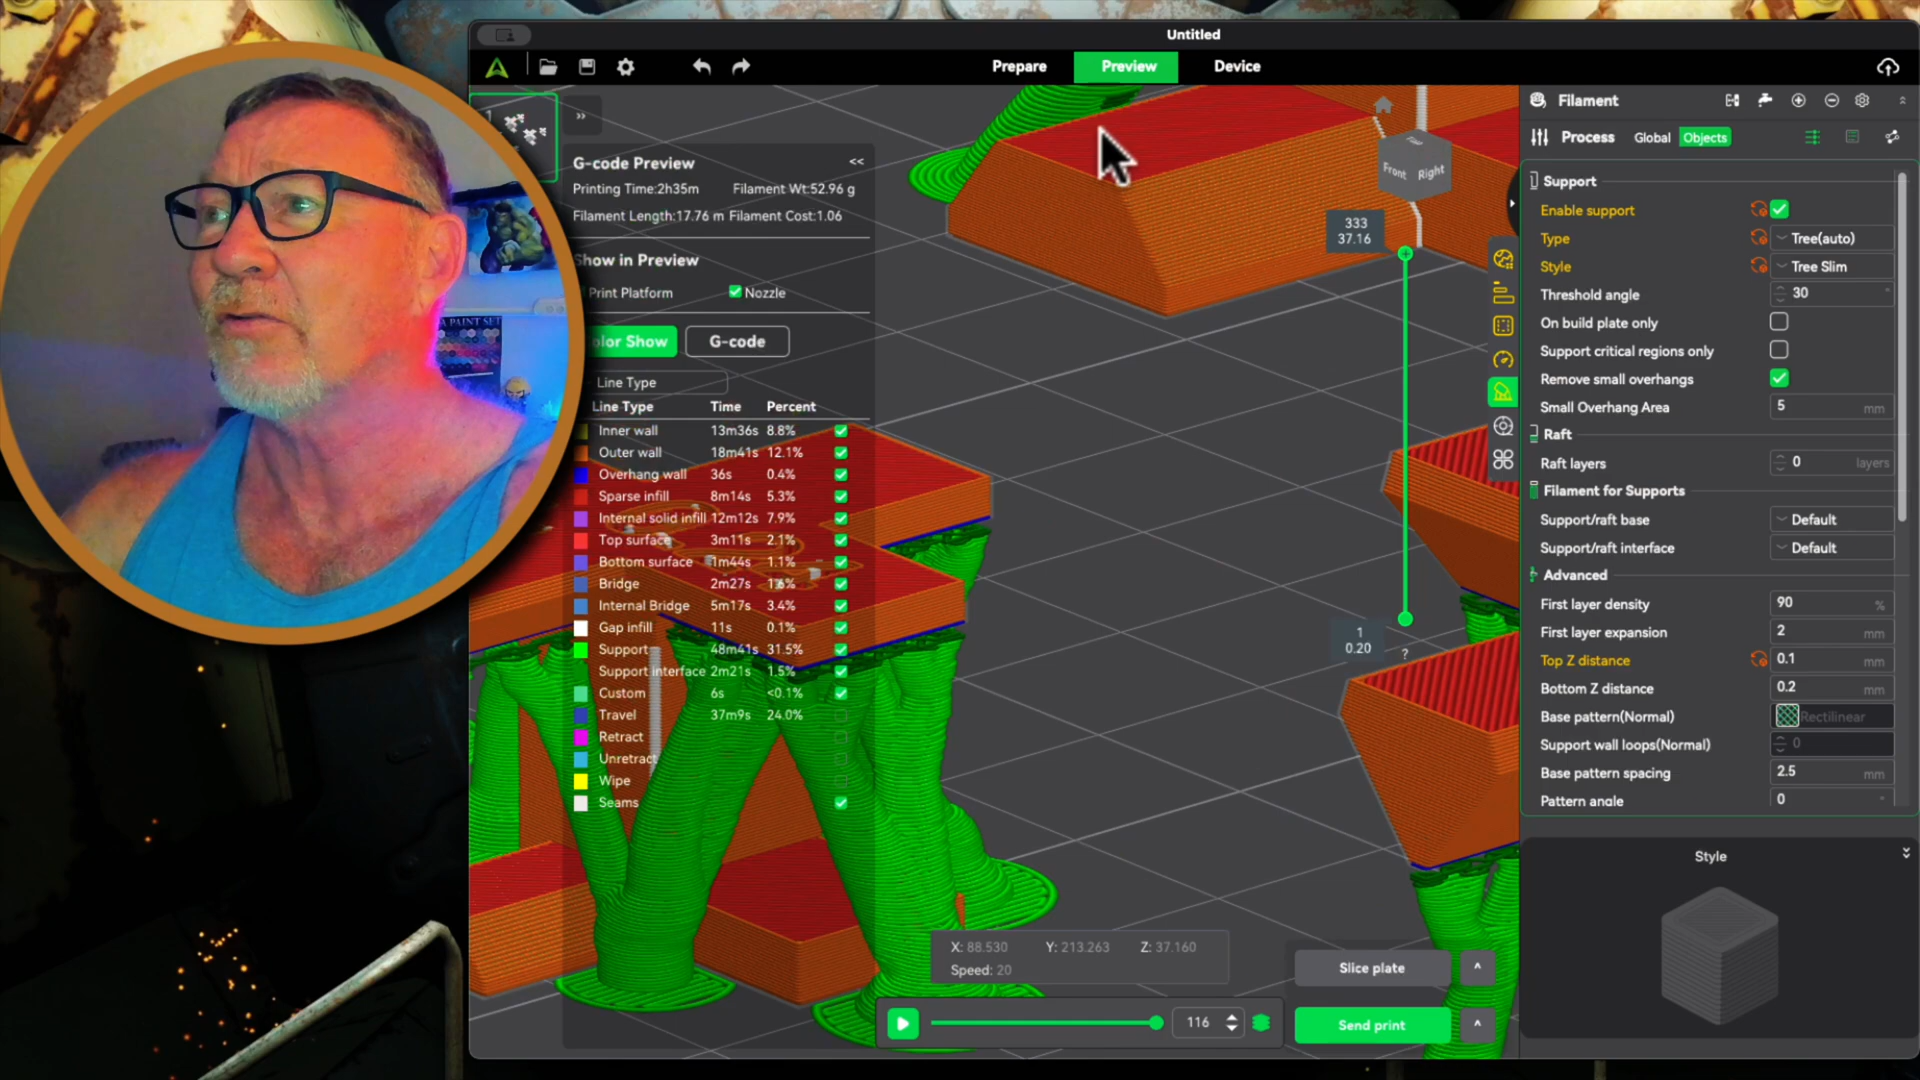 Untitled
Prepare
Preview
Device
1
G-code Preview
<<
Printing Time:2h35m
Filament Wt:52.96 g
Filament Length:17.76 m
Filament Cost:1.06
Show in Preview
Print Platform
Nozzle
olor Show
G-code
Line Type
Line Type Time Percent
Inner wall 13m36s 8.8%
Outer wall 18m41s 12.1%
Overhang wall 36s 0.4%
Sparse infill 8m14s 5.3%
Internal solid infill 12m12s 7.9%
Top surface 3m11s 2.1%
Bottom surface 1m44s 1.1%
Bridge 2m27s 1.6%
Internal Bridge 5m17s 3.4%
Gap infill 11s 0.1%
Support 48m41s 31.5%
Support interface 2m21s 1.5%
Custom 6s <0.1%
Travel 37m9s 24.0%
Retract
Unretract
Wipe
Seams
Front
Right
333
37.16
1
0.20
?
X: 88.530 Y: 213.263 Z: 37.160
Speed: 20
116
Slice plate
Send print
Filament
Process Global Objects
Support
Enable support
Type Tree(auto)
Style Tree Slim
Threshold angle 30 °
On build plate only
Support critical regions only
Remove small overhangs
Small Overhang Area 5 mm
Raft
Raft layers 0 layers
Filament for Supports
Support/raft base Default
Support/raft interface Default
Advanced
First layer density 90 %
First layer expansion 2 mm
Top Z distance 0.1 mm
Bottom Z distance 0.2 mm
Base pattern(Normal) Rectilinear
Support wall loops(Normal) 0
Base pattern spacing 2.5 mm
Pattern angle 0 °
Style
A PAINT SET